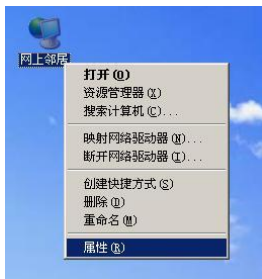 网上邻居
打开(O)
资源管理器(X)
搜索计算机(C)...
映射网络驱动器(N)...
断开网络驱动器(I)...
创建快捷方式(S)
删除(D)
重命名(M)
属性(R)